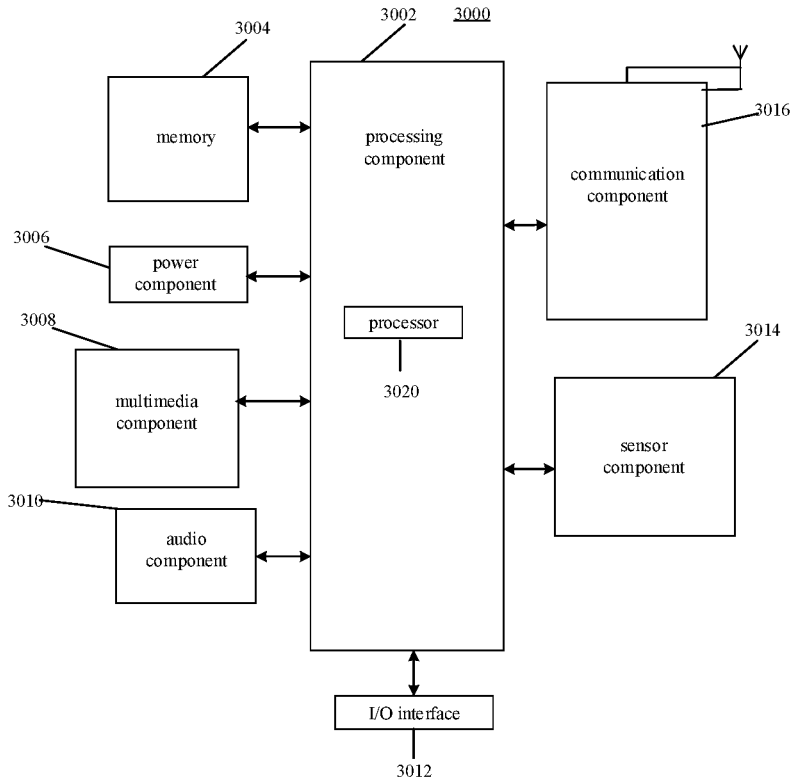 3002
3000
3004
memory
processing
component
3016
communication
component
3006
power
component
processor
3020
3008
multimedia
component
3014
sensor
component
3010
audio
component
I/O interface
3012